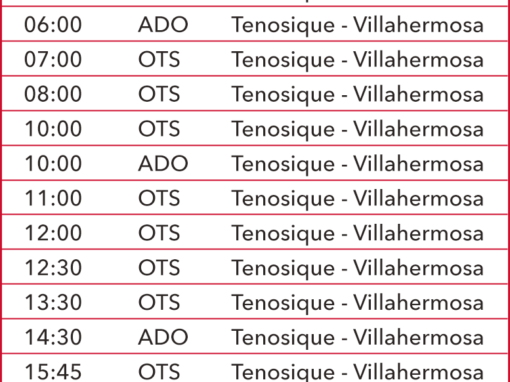 06:00 ADO Tenosique - Villahermosa
07:00 OTS Tenosique - Villahermosa
08:00 OTS Tenosique - Villahermosa
10:00 OTS Tenosique - Villahermosa
10:00 ADO Tenosique - Villahermosa
11:00 OTS Tenosique - Villahermosa
12:00 OTS Tenosique - Villahermosa
12:30 OTS Tenosique - Villahermosa
13:30 OTS Tenosique - Villahermosa
14:30 ADO Tenosique - Villahermosa
15:45 OTS Tenosique - Villahermosa